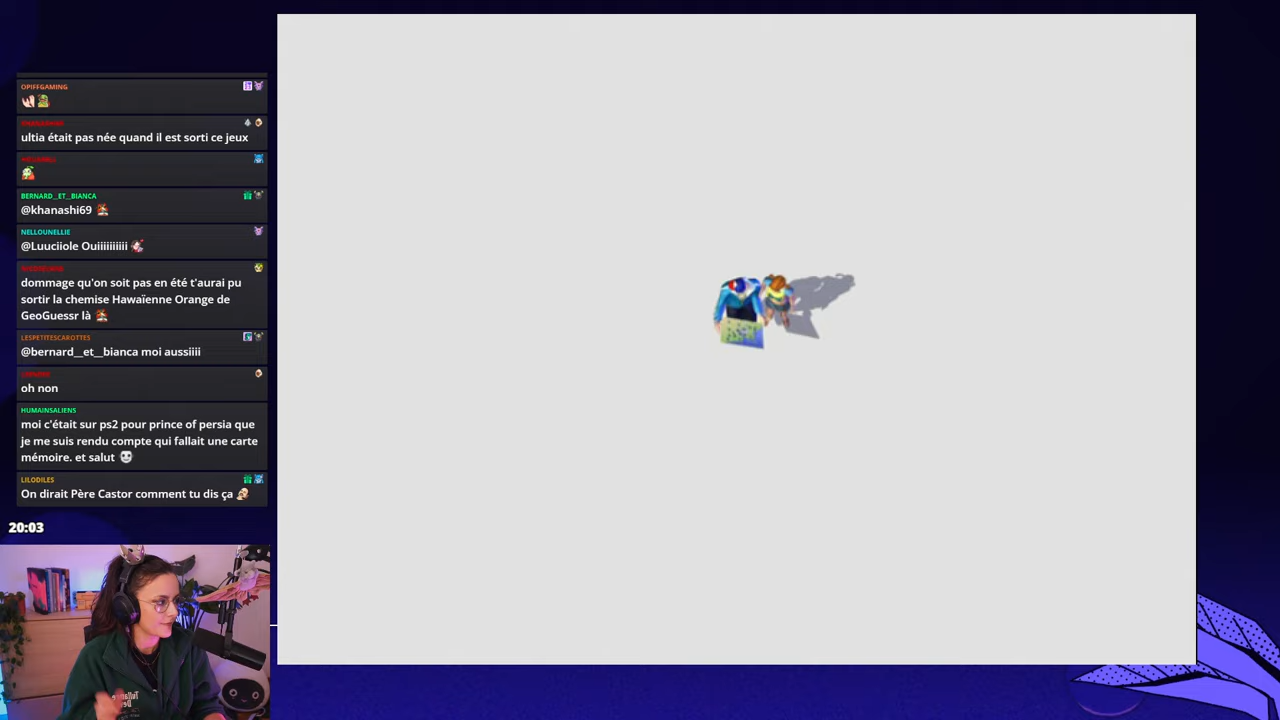 OPIFFGAMING
ultia était pas née quand il est sorti ce jeux
BERNARD__ET__BIANCA
@khanashi69
NELLOUNELLIE
@Luuciiole Ouiiiiiiiiii
dommage qu'on soit pas en été t'aurai pu
sortir la chemise Hawaïenne Orange de
GeoGuessr là
LESPETITESCAROTTES
@bernard__et__bianca moi aussiiii
oh non
HUMAINSALIENS
moi c'était sur ps2 pour prince of persia que
je me suis rendu compte qui fallait une carte
mémoire. et salut
LILODILES
On dirait Père Castor comment tu dis ça
20:03